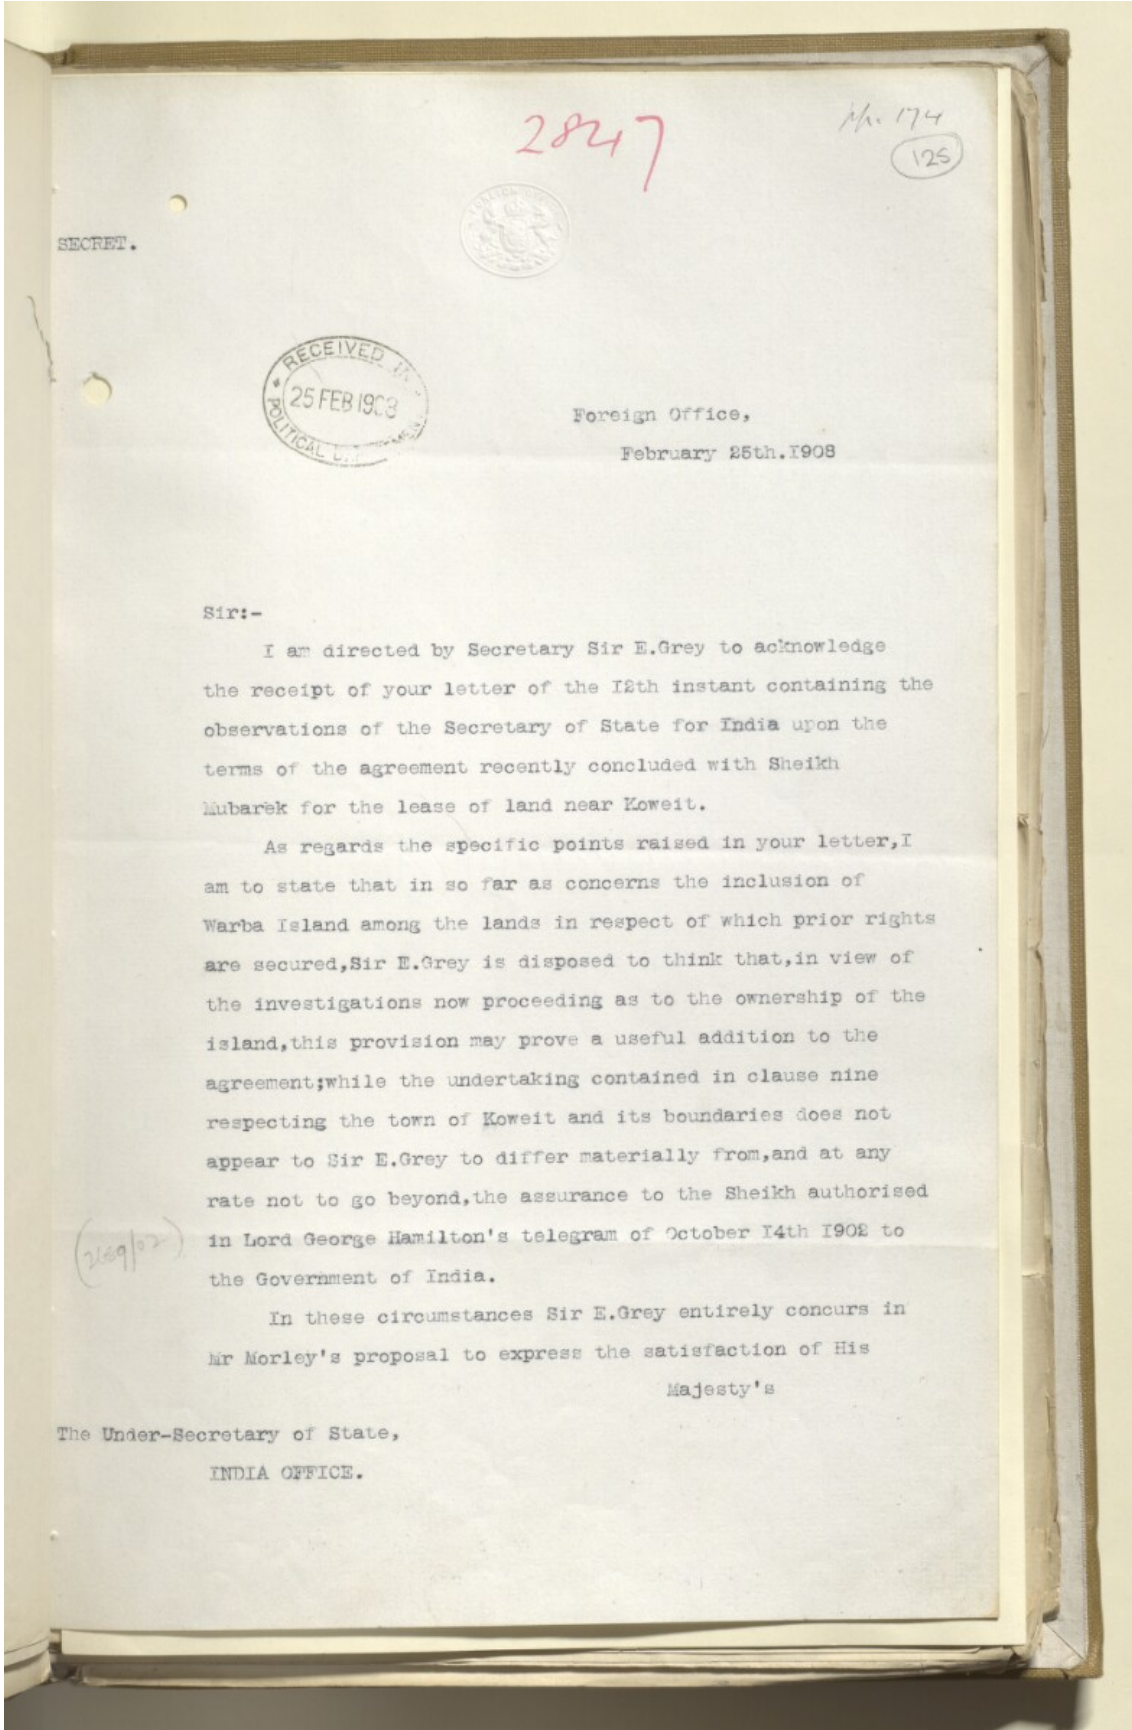 2847
174
125
SECRET.
RECEIVED IN
25 FEB 1908
POLITICAL
Foreign Office,
February 25th.I908
Sir:-
I am directed by Secretary Sir E.Grey to acknowledge
the receipt of your letter of the I2th instant containing the
observations of the Secretary of State for India upon the
terms of the agreement recently concluded with Sheikh
Mubarek for the lease of land near Koweit.
As regards the specific points raised in your letter,I
am to state that in so far as concerns the inclusion of
Warba Island among the lands in respect of which prior rights
are secured,Sir E.Grey is disposed to think that,in view of
the investigations now proceeding as to the ownership of the
island,this provision may prove a useful addition to the
agreement;while the undertaking contained in clause nine
respecting the town of Koweit and its boundaries does not
appear to Sir E.Grey to differ materially from,and at any
rate not to go beyond,the assurance to the Sheikh authorised
in Lord George Hamilton's telegram of October I4th I902 to
the Government of India.
In these circumstances Sir E.Grey entirely concurs in
Mr Morley's proposal to express the satisfaction of His
Majesty's
The Under-Secretary of State,
INDIA OFFICE.